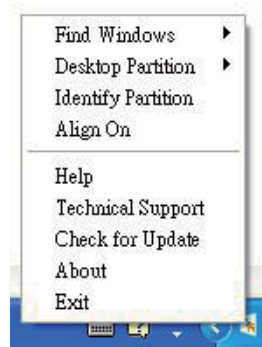 Find Windows
Desktop Partition
Identify Partition
Align On
Help
Technical Support
Check for Update
About
Exit